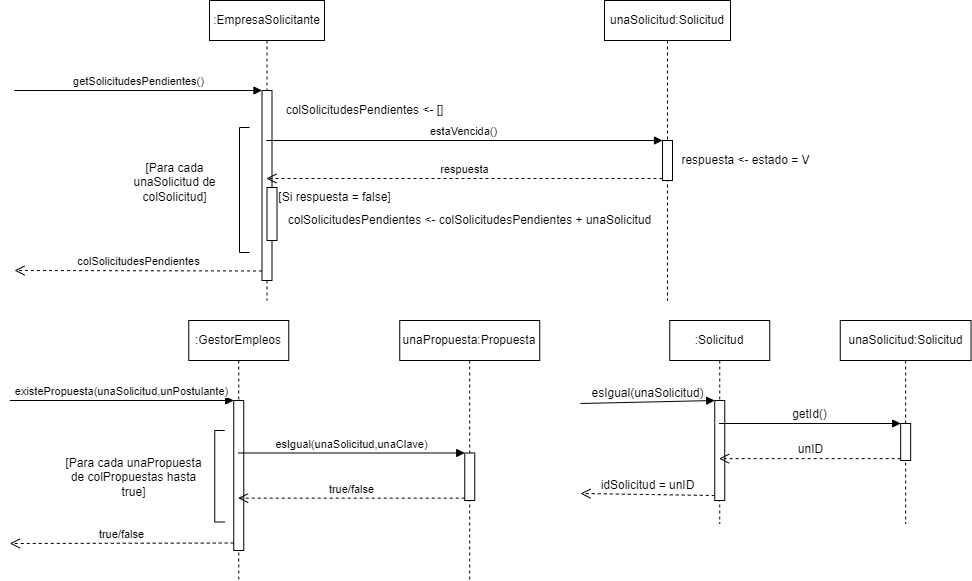 :EmpresaSolicitante
unaSolicitud:Solicitud
getSolicitudesPendientes()
colSolicitudesPendientes <- []
estaVencida()
respuesta <- estado = V
[Para cada
unaSolicitud de
colSolicitud]
respuesta
[Si respuesta = false]
colSolicitudesPendientes <- colSolicitudesPendientes + unaSolicitud
colSolicitudesPendientes
:GestorEmpleos
unaPropuesta:Propuesta
existePropuesta(unaSolicitud,unPostulante)
esIgual(unaSolicitud,unaClave)
[Para cada unaPropuesta
de colPropuestas hasta
true]
true/false
true/false
:Solicitud
unaSolicitud:Solicitud
esIgual(unaSolicitud)
getId()
unID
idSolicitud = unID